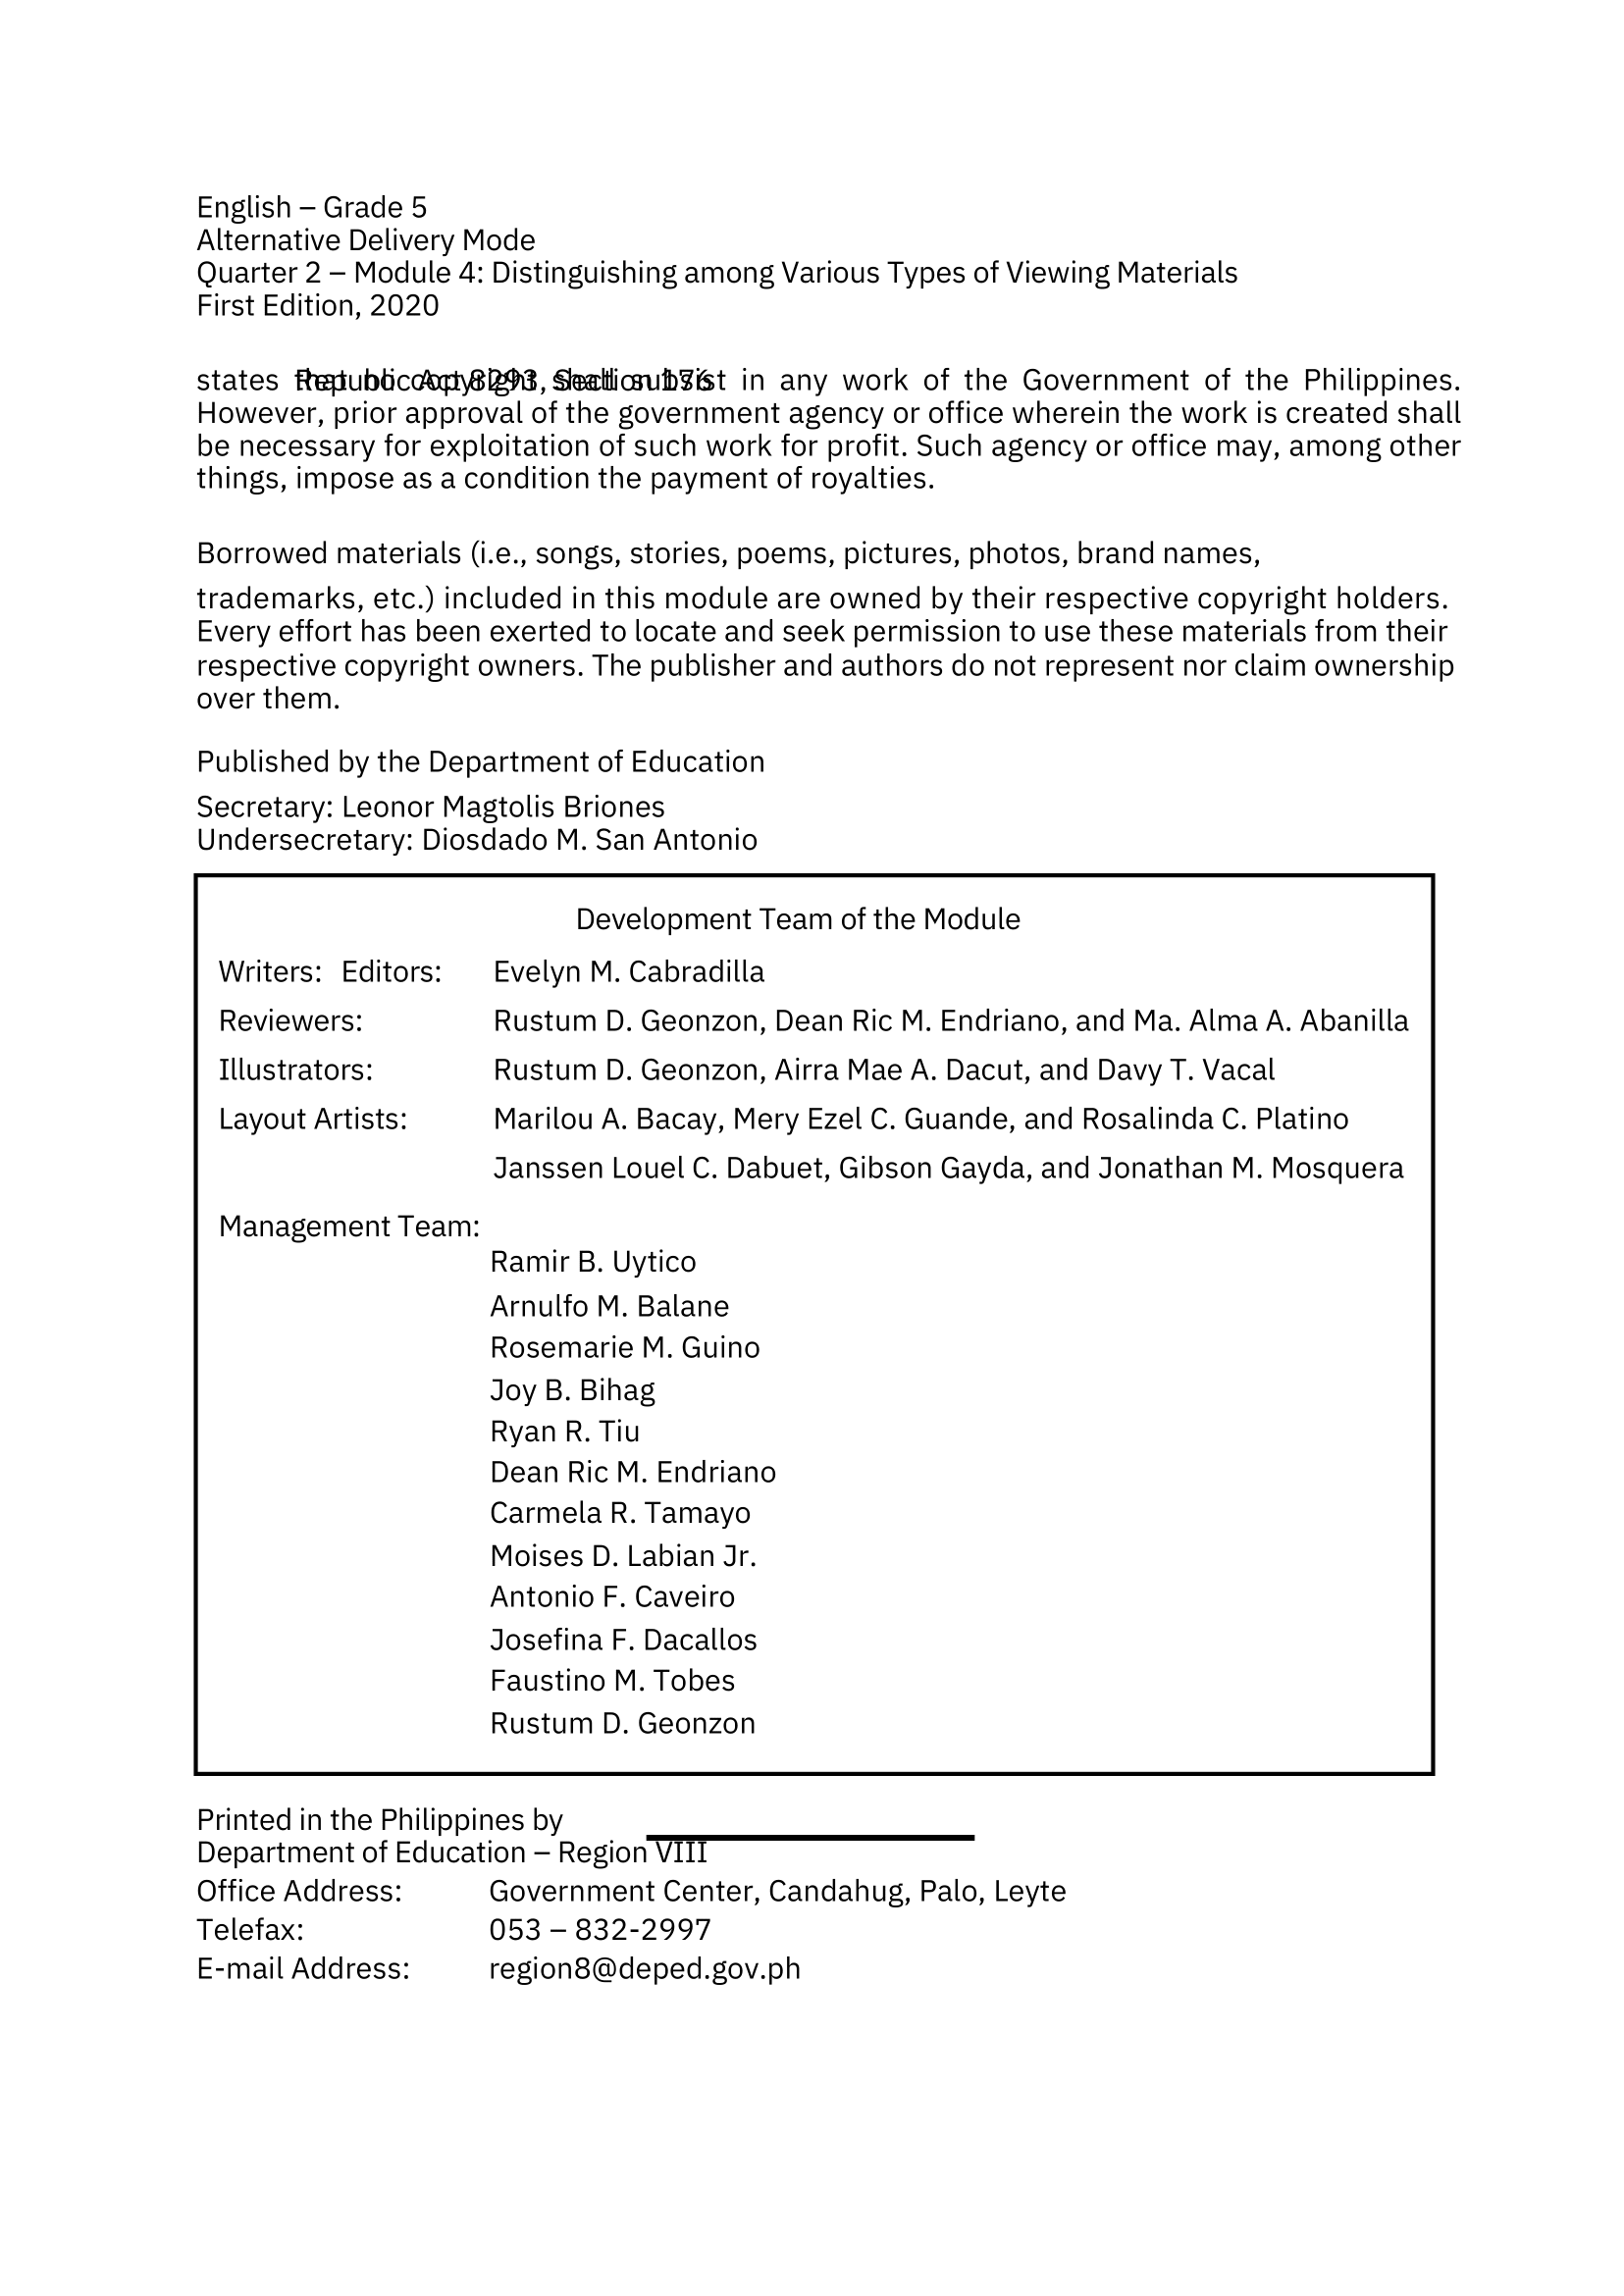 English – Grade 5
Alternative Delivery Mode
Quarter 2 – Module 4: Distinguishing among Various Types of Viewing Materials
First Edition, 2020
Republic Act 8293, Section 176
states that no copyright shall subsist in any work of the Government of the Philippines.
However, prior approval of the government agency or office wherein the work is created shall
be necessary for exploitation of such work for profit. Such agency or office may, among other
things, impose as a condition the payment of royalties.
Borrowed materials (i.e., songs, stories, poems, pictures, photos, brand names,
trademarks, etc.) included in this module are owned by their respective copyright holders.
Every effort has been exerted to locate and seek permission to use these materials from their
respective copyright owners. The publisher and authors do not represent nor claim ownership
over them.
Published by the Department of Education
Secretary: Leonor Magtolis Briones
Undersecretary: Diosdado M. San Antonio
Development Team of the Module
Writers: Editors: Evelyn M. Cabradilla
Reviewers: Rustum D. Geonzon, Dean Ric M. Endriano, and Ma. Alma A. Abanilla
Illustrators: Rustum D. Geonzon, Airra Mae A. Dacut, and Davy T. Vacal
Layout Artists: Marilou A. Bacay, Mery Ezel C. Guande, and Rosalinda C. Platino
Janssen Louel C. Dabuet, Gibson Gayda, and Jonathan M. Mosquera
Management Team:
Ramir B. Uytico
Arnulfo M. Balane
Rosemarie M. Guino
Joy B. Bihag
Ryan R. Tiu
Dean Ric M. Endriano
Carmela R. Tamayo
Moises D. Labian Jr.
Antonio F. Caveiro
Josefina F. Dacallos
Faustino M. Tobes
Rustum D. Geonzon
Printed in the Philippines by
Department of Education – Region VIII
Office Address: Government Center, Candahug, Palo, Leyte
Telefax: 053 – 832-2997
E-mail Address: region8@deped.gov.ph